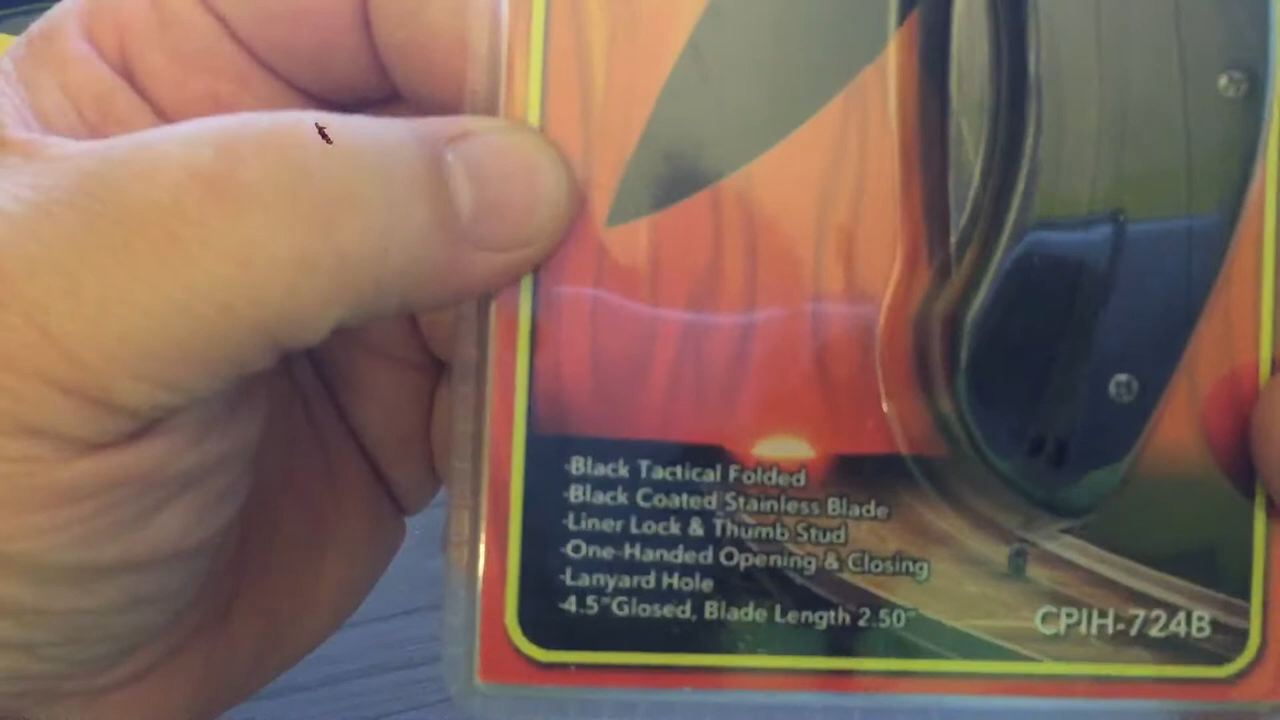 -Black Tactical Folded
-Black Coated Stainless Blade
-Liner Lock & Thumb Stud
-One-Handed Opening & Closing
-Lanyard Hole
-4.5"Glosed, Blade Length 2.50"
CPIH-724B